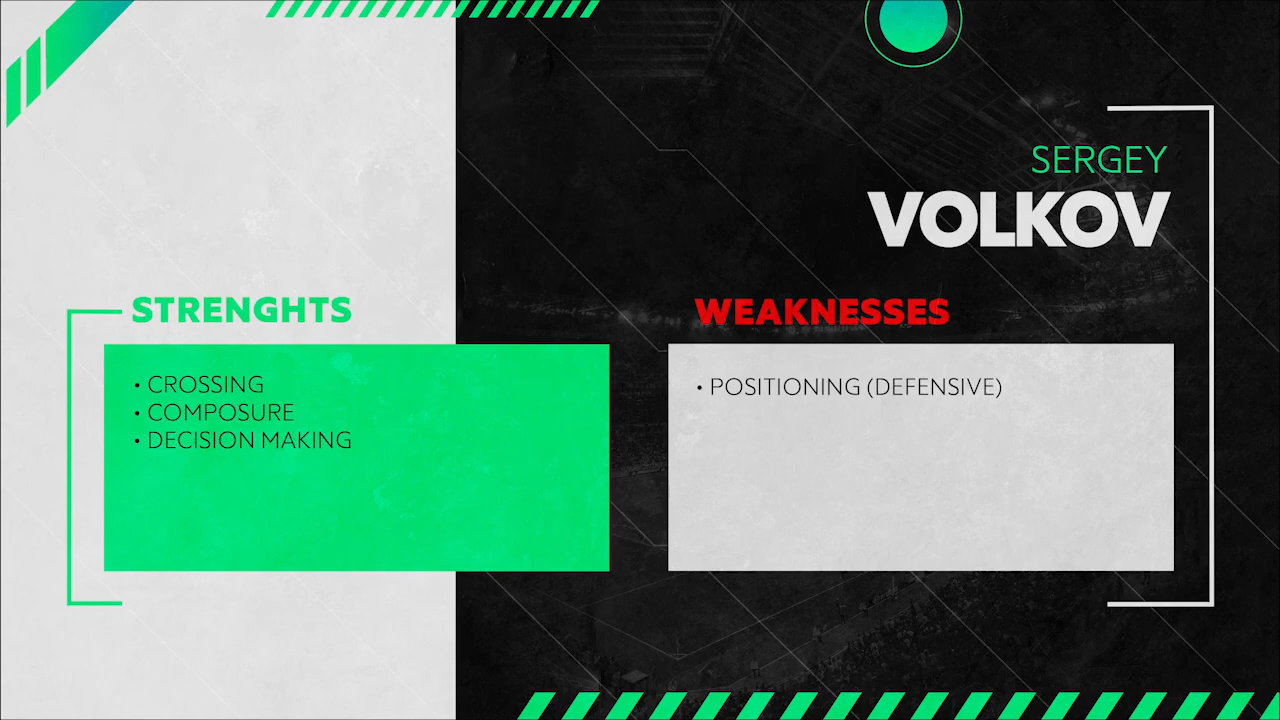 SERGEY
VOLKOV
STRENGHTS
• CROSSING
• COMPOSURE
• DECISION MAKING
WEAKNESSES
• POSITIONING (DEFENSIVE)